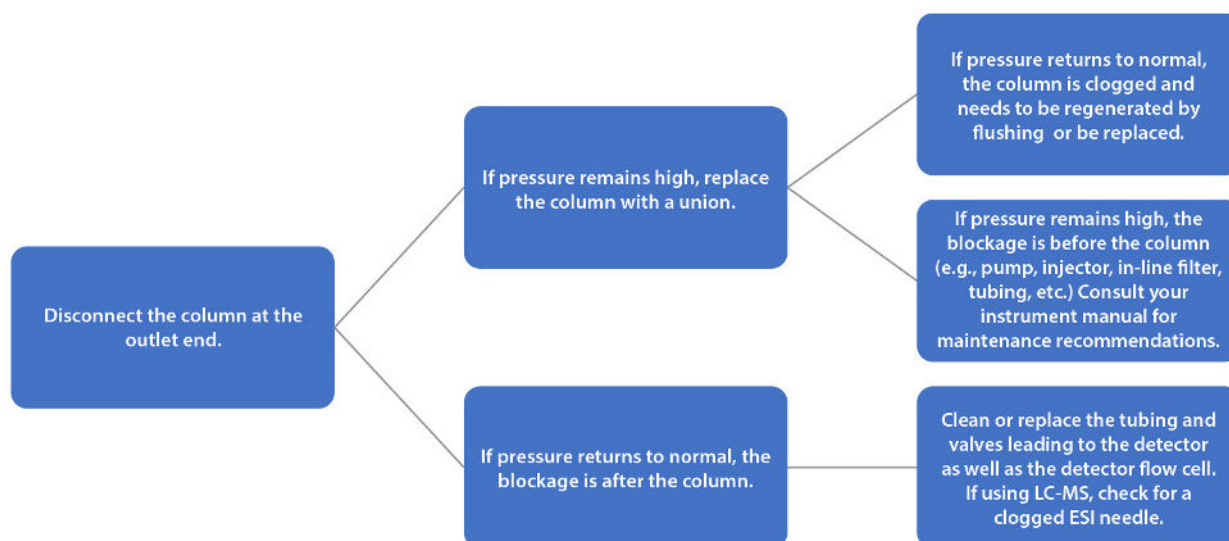 Disconnect the column at the
outlet end.
If pressure remains high, replace
the column with a union.
If pressure returns to normal, the
blockage is after the column.
If pressure returns to normal,
the column is clogged and
needs to be regenerated by
flushing or be replaced.
If pressure remains high, the
blockage is before the column
(e.g., pump, injector, in-line filter,
tubing, etc.) Consult your
instrument manual for
maintenance recommendations.
Clean or replace the tubing and
valves leading to the detector
as well as the detector flow cell.
If using LC-MS, check for a
clogged ESI needle.